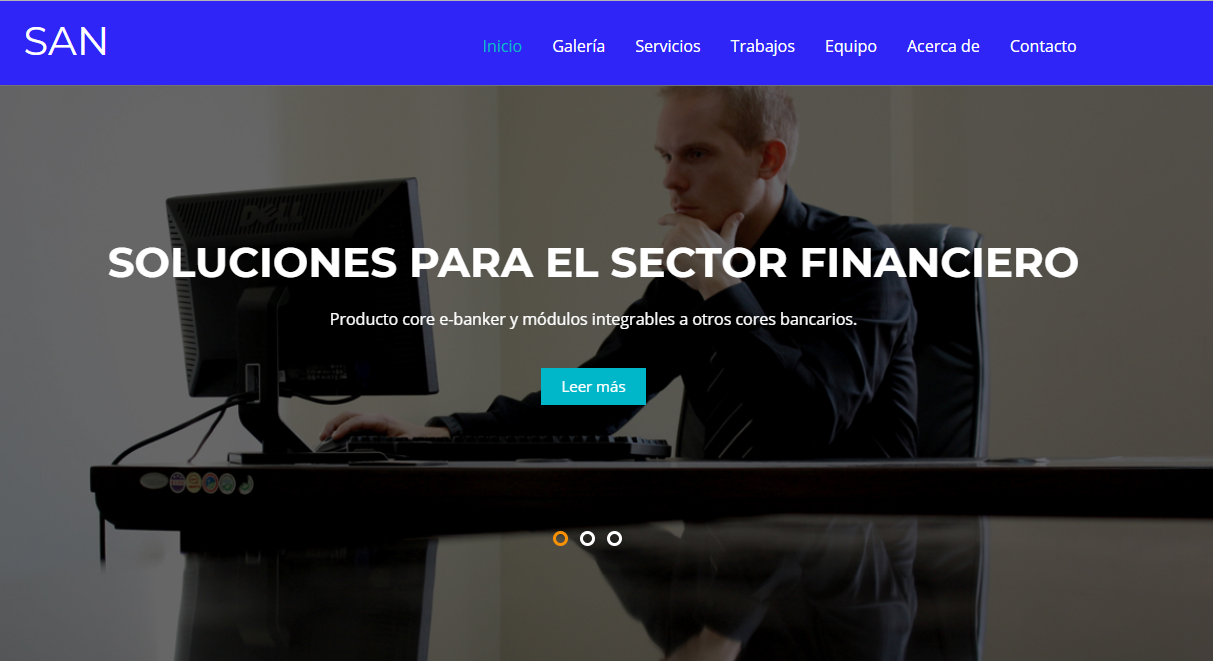 SAN
Inicio Galería Servicios Trabajos Equipo Acerca de Contacto
DELL
SOLUCIONES PARA EL SECTOR FINANCIERO
Producto core e-banker y módulos integrables a otros cores bancarios.
Leer más